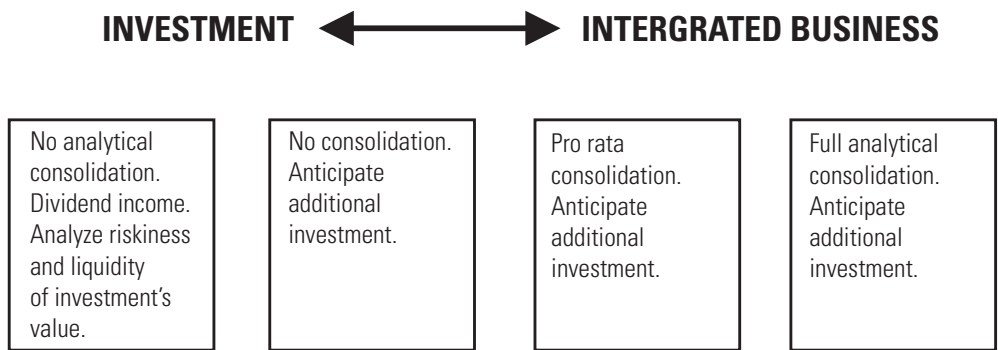 INVESTMENT INTERGRATED BUSINESS
No analytical
consolidation.
Dividend income.
Analyze riskiness
and liquidity
of investment's
value.
No consolidation.
Anticipate
additional
investment.
Pro rata
consolidation.
Anticipate
additional
investment.
Full analytical
consolidation.
Anticipate
additional
investment.